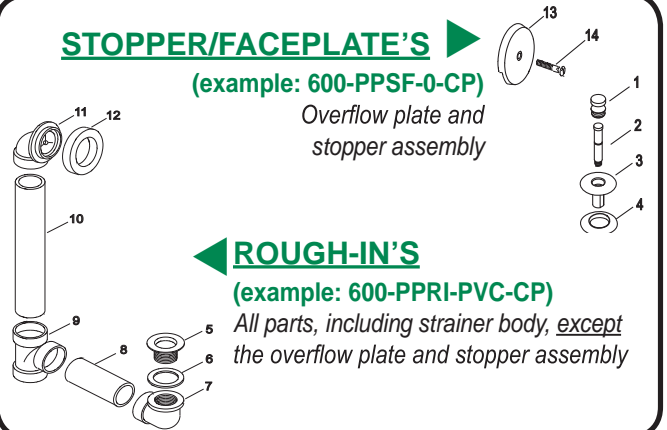 STOPPER/FACEPLATE'S
(example: 600-PPSF-0-CP)
Overflow plate and
stopper assembly
13
14
1
2
3
4
11
12
10
9
8
5
6
7
ROUGH-IN'S
(example: 600-PPRI-PVC-CP)
All parts, including strainer body, except
the overflow plate and stopper assembly